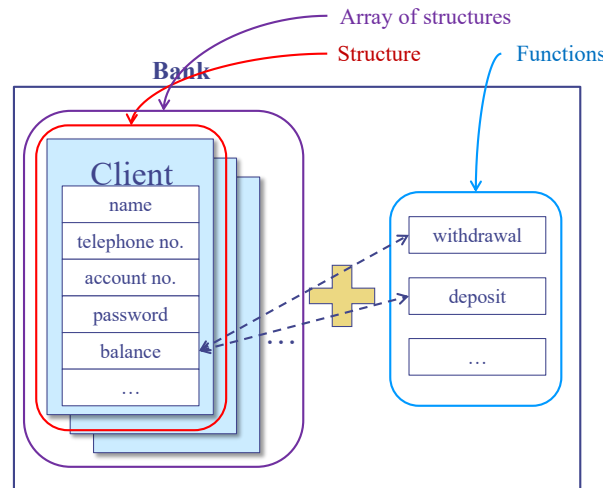 Array of structures
Structure
Functions
Bank
Client
name
telephone no.
account no.
password
balance
…
…
withdrawal
deposit
…